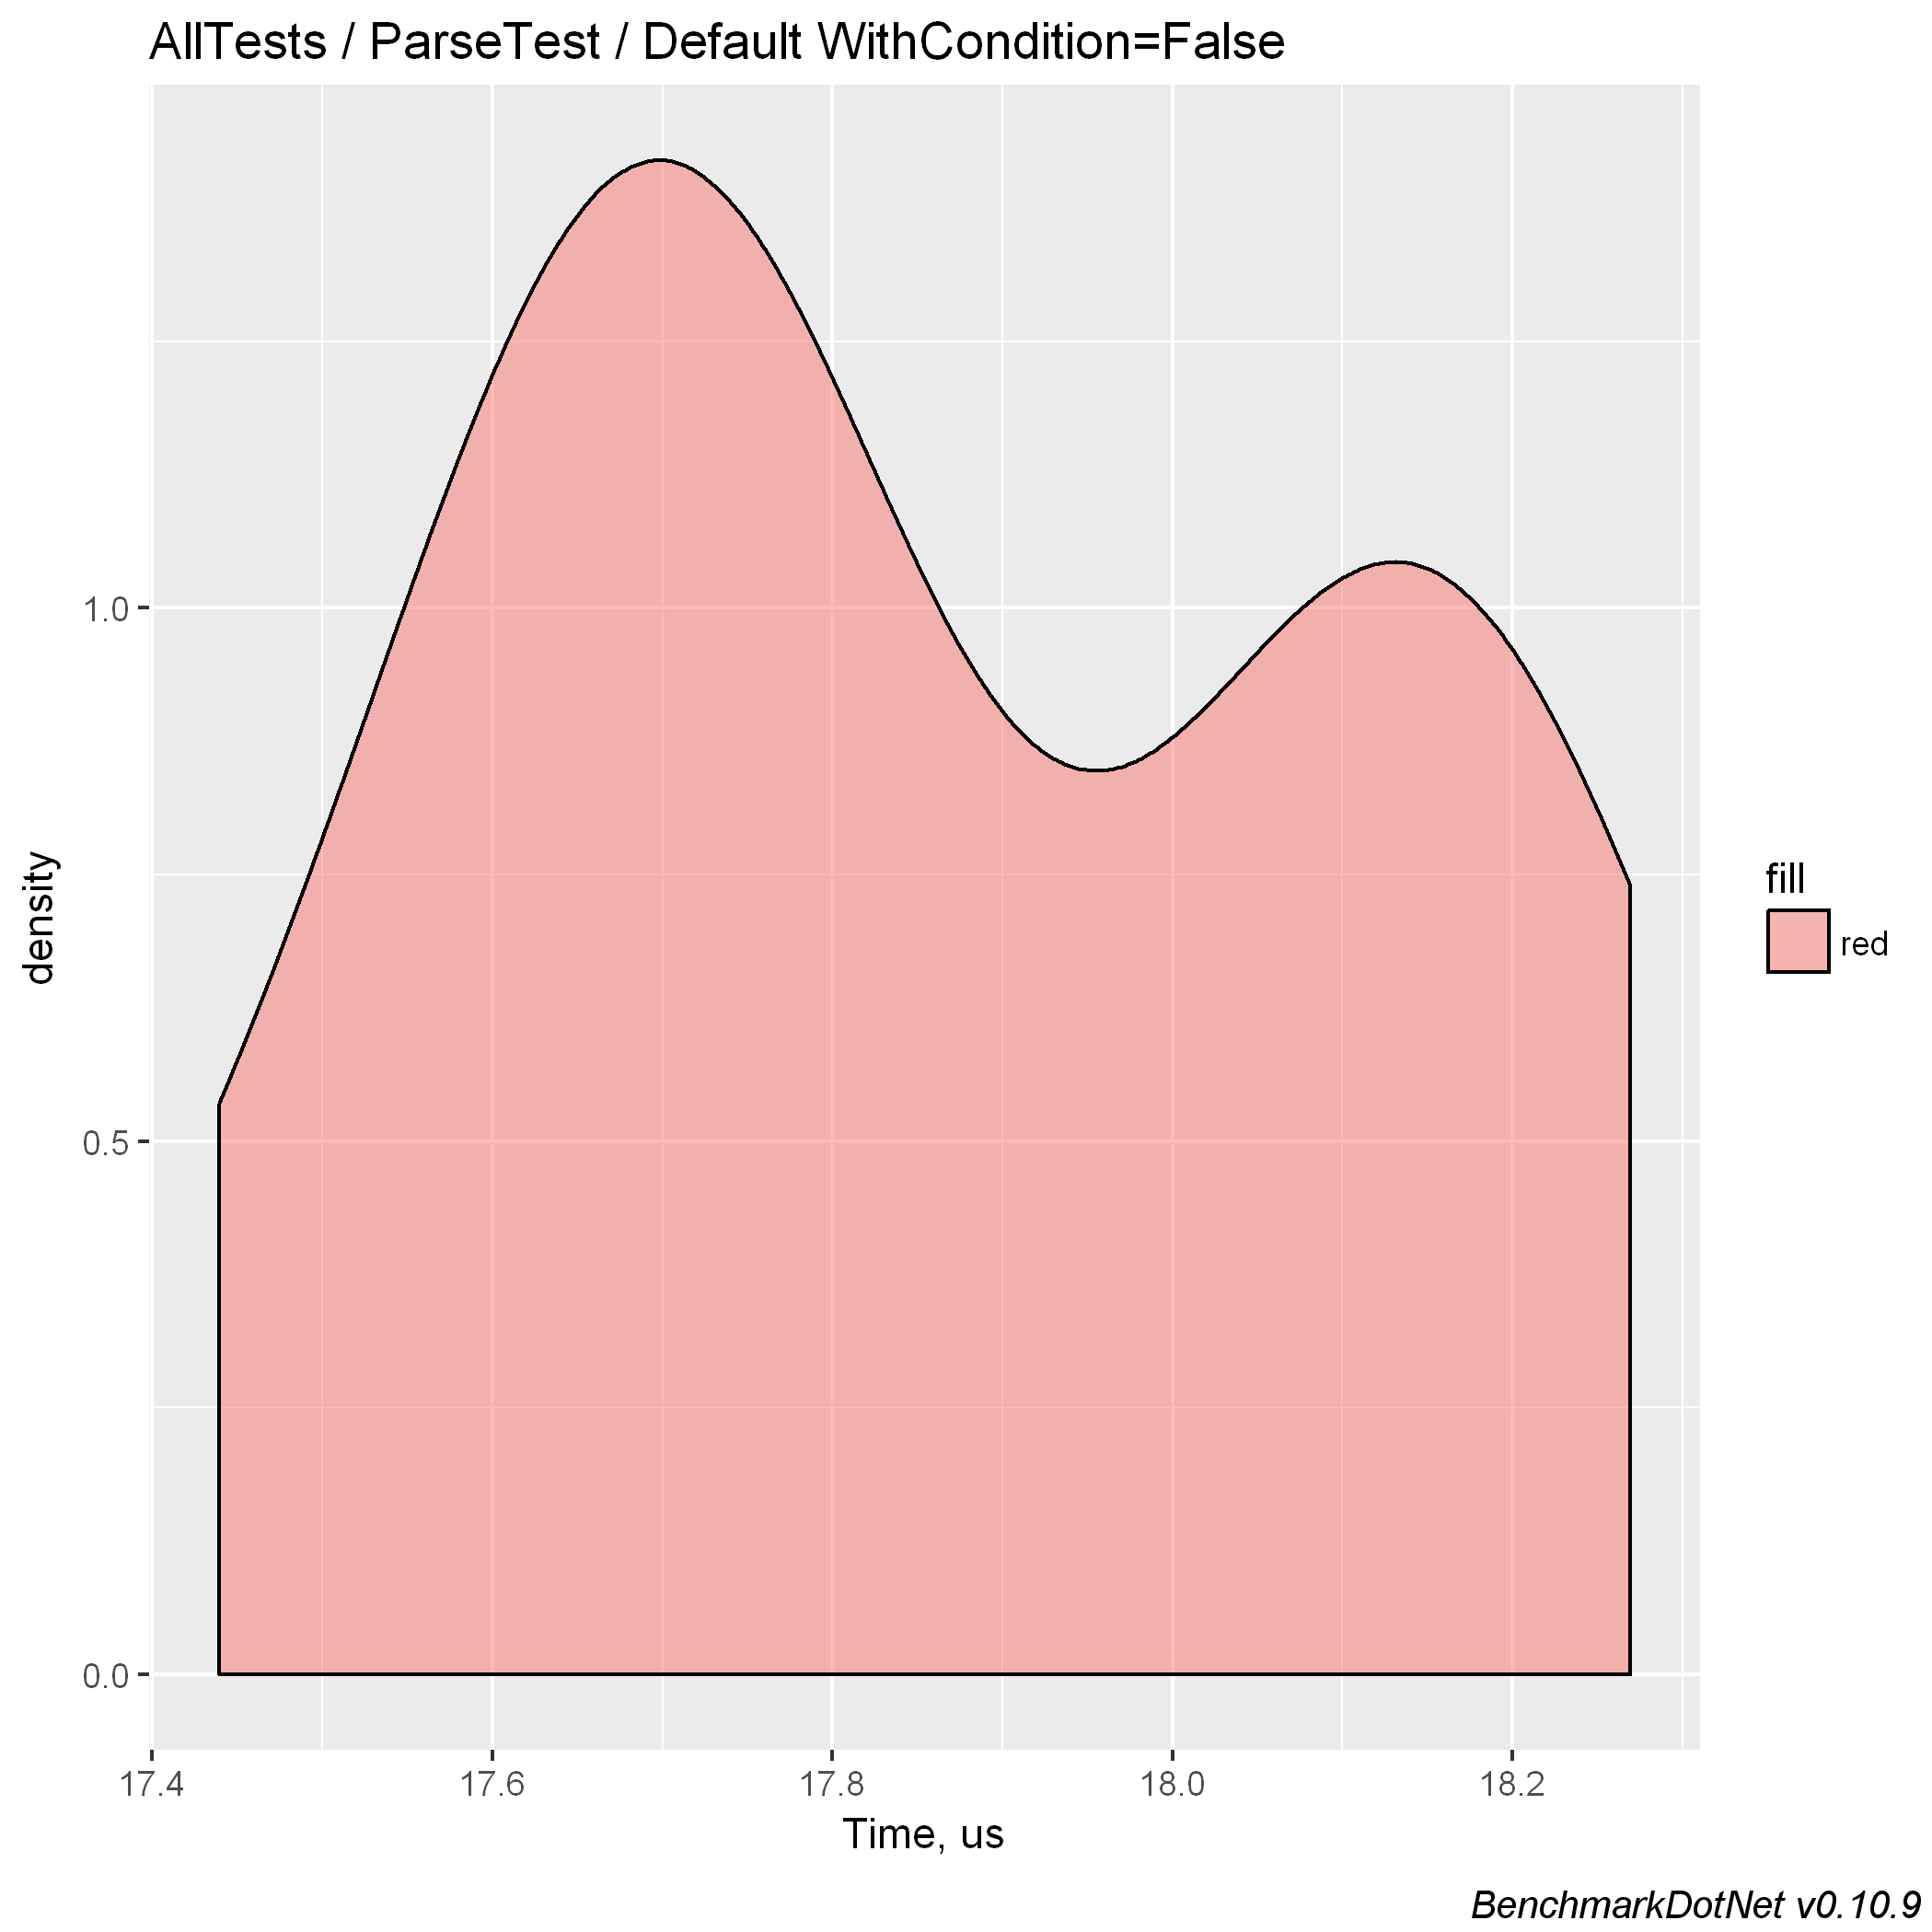 AllTests / ParseTest / Default WithCondition=False
density
1.0
0.5
0.0
17.4 17.6 17.8 18.0 18.2
Time, us
fill
red
BenchmarkDotNet v0.10.9